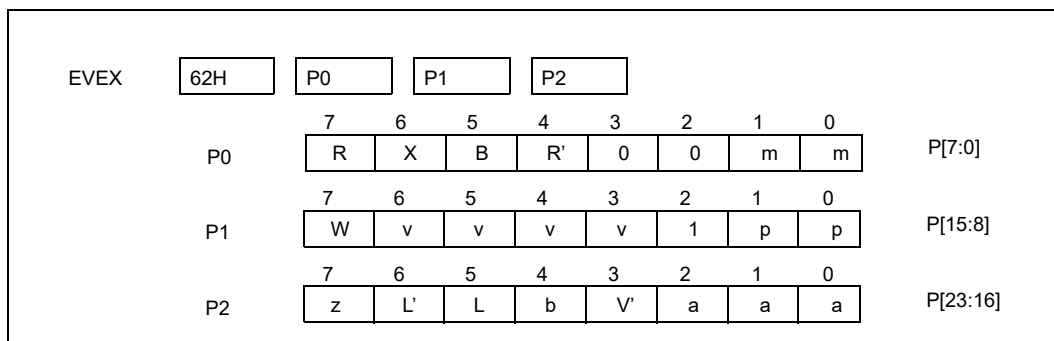 EVEX 62H P0 P1 P2
7 6 5 4 3 2 1 0
P0 R X B R’ 0 0 m m P[7:0]
7 6 5 4 3 2 1 0
P1 W v v v v 1 p p P[15:8]
7 6 5 4 3 2 1 0
P2 z L’ L b V’ a a a P[23:16]